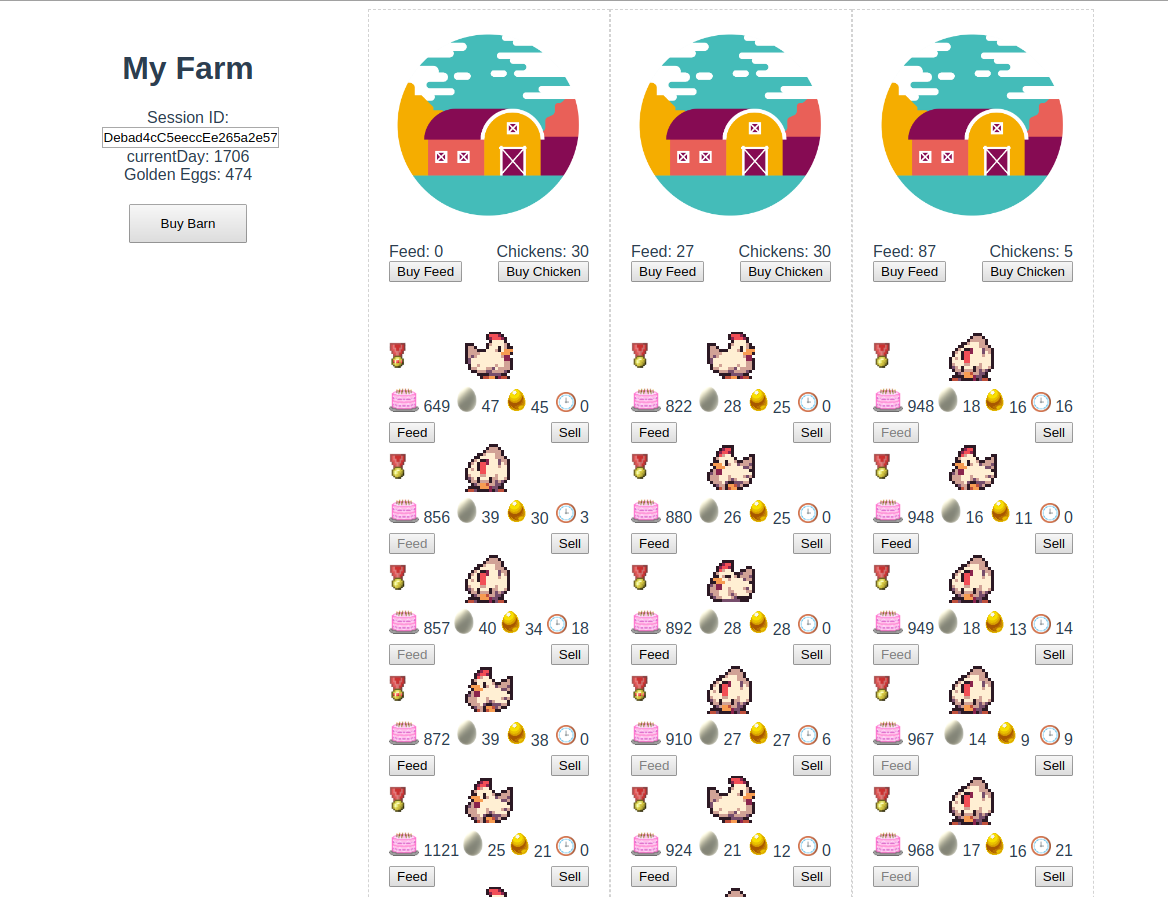 My Farm
Session ID:
Debad4cC5eeccEe265a2e57
currentDay: 1706
Golden Eggs: 474
Buy Barn
Feed: 0 Chickens: 30
Buy Feed Buy Chicken
649 47 45 0
Feed Sell
856 39 30 3
Feed Sell
857 40 34 18
Feed Sell
872 39 38 0
Feed Sell
1121 25 21 0
Feed Sell
Feed: 27 Chickens: 30
Buy Feed Buy Chicken
822 28 25 0
Feed Sell
880 26 25 0
Feed Sell
892 28 28 0
Feed Sell
910 27 27 6
Feed Sell
924 21 12 0
Feed Sell
Feed: 87 Chickens: 5
Buy Feed Buy Chicken
948 18 16 16
Feed Sell
948 16 11 0
Feed Sell
949 18 13 14
Feed Sell
967 14 9 9
Feed Sell
968 17 16 21
Feed Sell